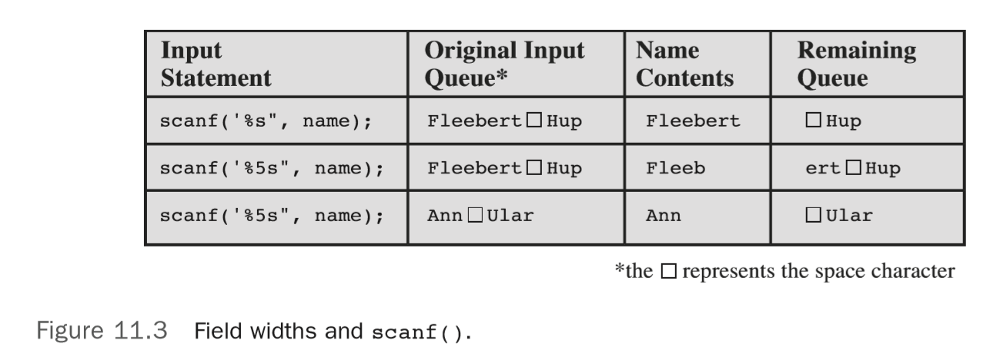 Input Statement | Original Input Queue* | Name Contents | Remaining Queue
scanf('%s", name); | Fleebert□Hup | Fleebert | □Hup
scanf('%5s", name); | Fleebert□Hup | Fleeb | ert□Hup
scanf('%5s", name); | Ann□Ular | Ann | □Ular
*the □ represents the space character
Figure 11.3 Field widths and scanf().